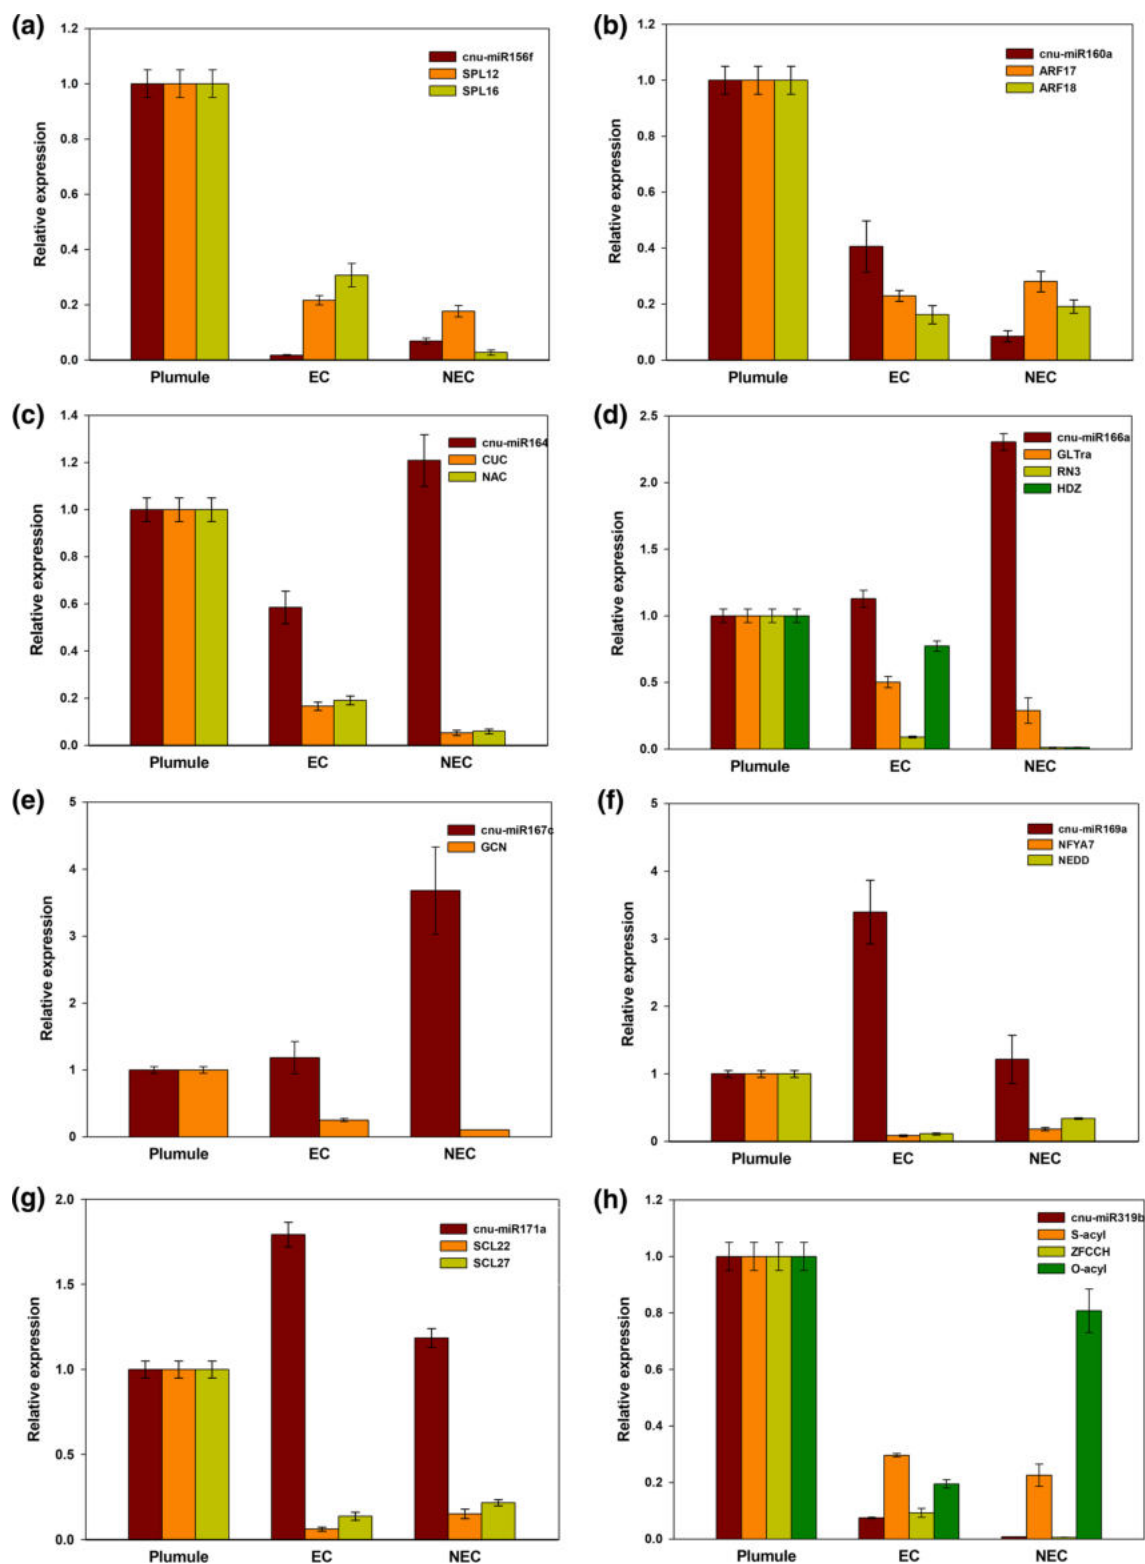 (a)
1.2
1.0
0.8
0.6
0.4
0.2
0.0
Relative expression
cnu-miR156f
SPL12
SPL16
Plumule EC NEC
(b)
1.2
1.0
0.8
0.6
0.4
0.2
0.0
Relative expression
cnu-miR160a
ARF17
ARF18
Plumule EC NEC
(c)
1.4
1.2
1.0
0.8
0.6
0.4
0.2
0.0
Relative expression
cnu-miR164
CUC
NAC
Plumule EC NEC
(d)
2.5
2.0
1.5
1.0
0.5
0.0
Relative expression
cnu-miR166a
GLTra
RN3
HDZ
Plumule EC NEC
(e)
5
4
3
2
1
0
Relative expression
cnu-miR167c
GCN
Plumule EC NEC
(f)
5
4
3
2
1
0
Relative expression
cnu-miR169a
NFYA7
NEDD
Plumule EC NEC
(g)
2.0
1.5
1.0
0.5
0.0
Relative expression
cnu-miR171a
SCL22
SCL27
Plumule EC NEC
(h)
1.2
1.0
0.8
0.6
0.4
0.2
0.0
Relative expression
cnu-miR319b
S-acyl
ZFCCH
O-acyl
Plumule EC NEC